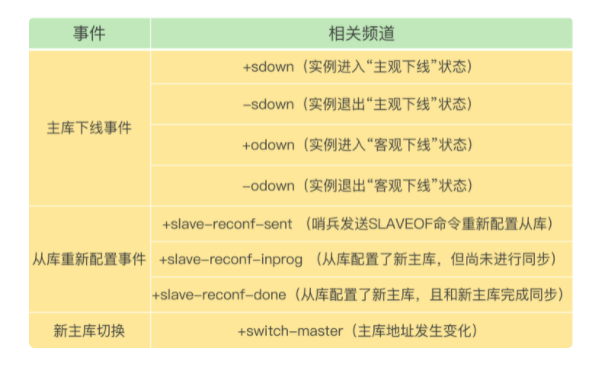 事件 相关频道
主库下线事件
+sdown（实例进入“主观下线”状态）
-sdown（实例退出“主观下线”状态）
+odown（实例进入“客观下线”状态）
-odown（实例退出“客观下线”状态）
从库重新配置事件
+slave-reconf-sent （哨兵发送SLAVEOF命令重新配置从库）
+slave-reconf-inprog （从库配置了新主库，但尚未进行同步）
+slave-reconf-done（从库配置了新主库，且和新主库完成同步）
新主库切换 +switch-master（主库地址发生变化）